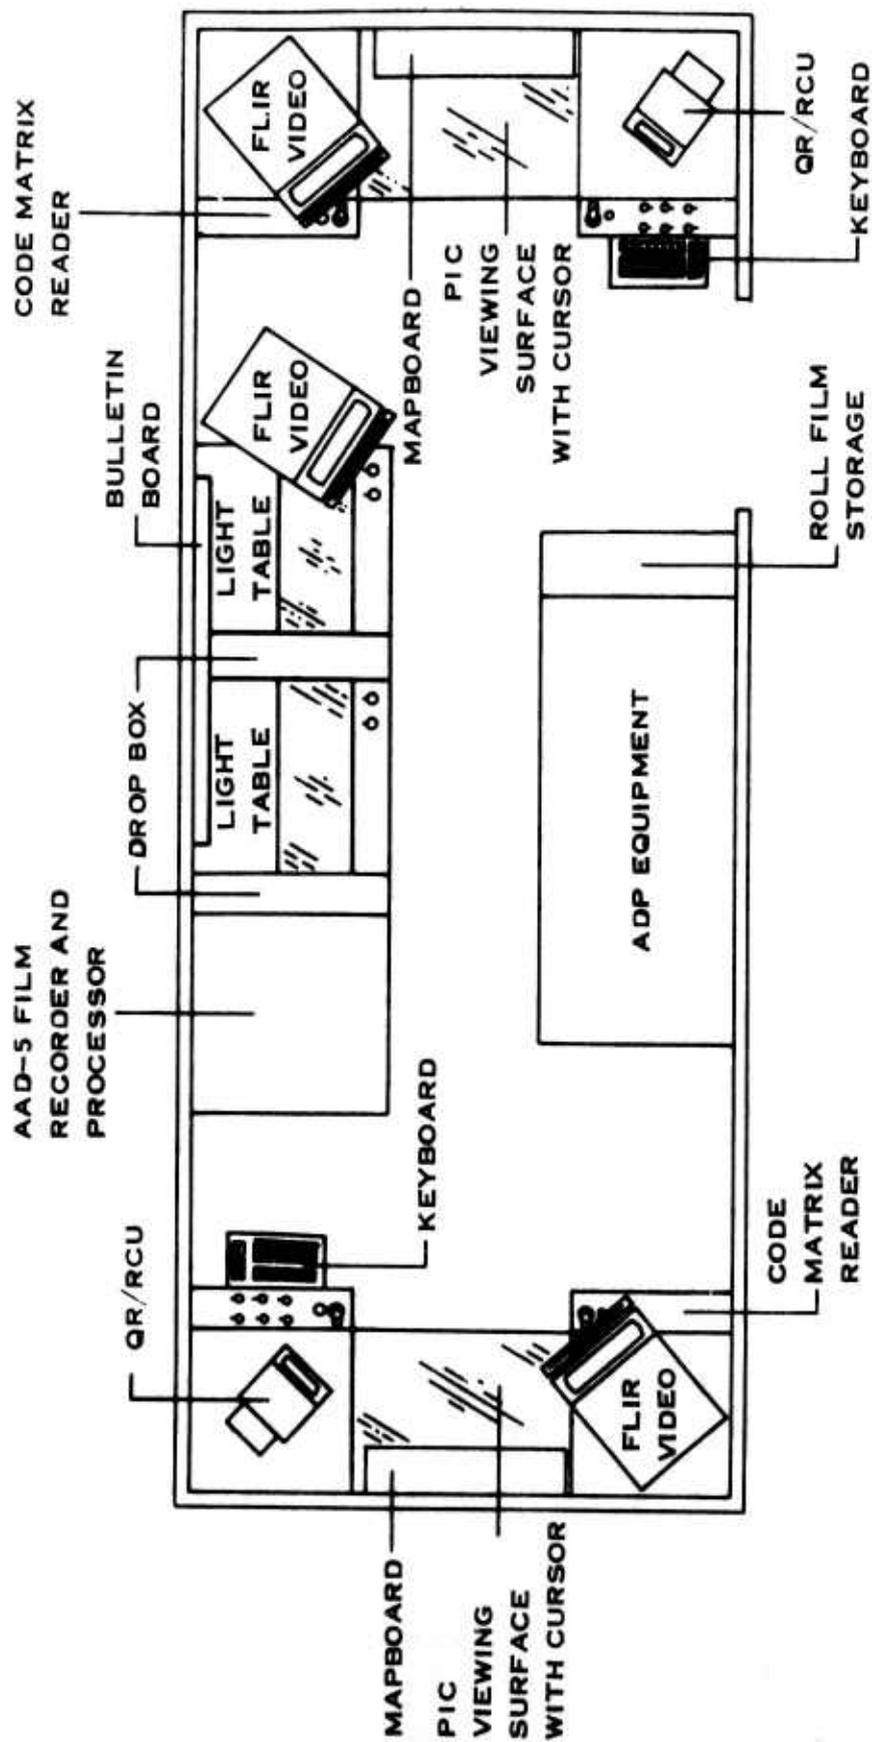 AAD-5 FILM
RECORDER AND
PROCESSOR
CODE MATRIX
READER
BULLETIN
BOARD
QR/RCU
DROP BOX
LIGHT
TABLE
LIGHT
TABLE
FLIR
VIDEO
FLIR
VIDEO
MAPBOARD
PIC
VIEWING
SURFACE
WITH CURSOR
KEYBOARD
MAPBOARD
PIC
VIEWING
SURFACE
WITH CURSOR
FLIR
VIDEO
ADP EQUIPMENT
CODE
MATRIX
READER
ROLL FILM
STORAGE
QR/RCU
KEYBOARD